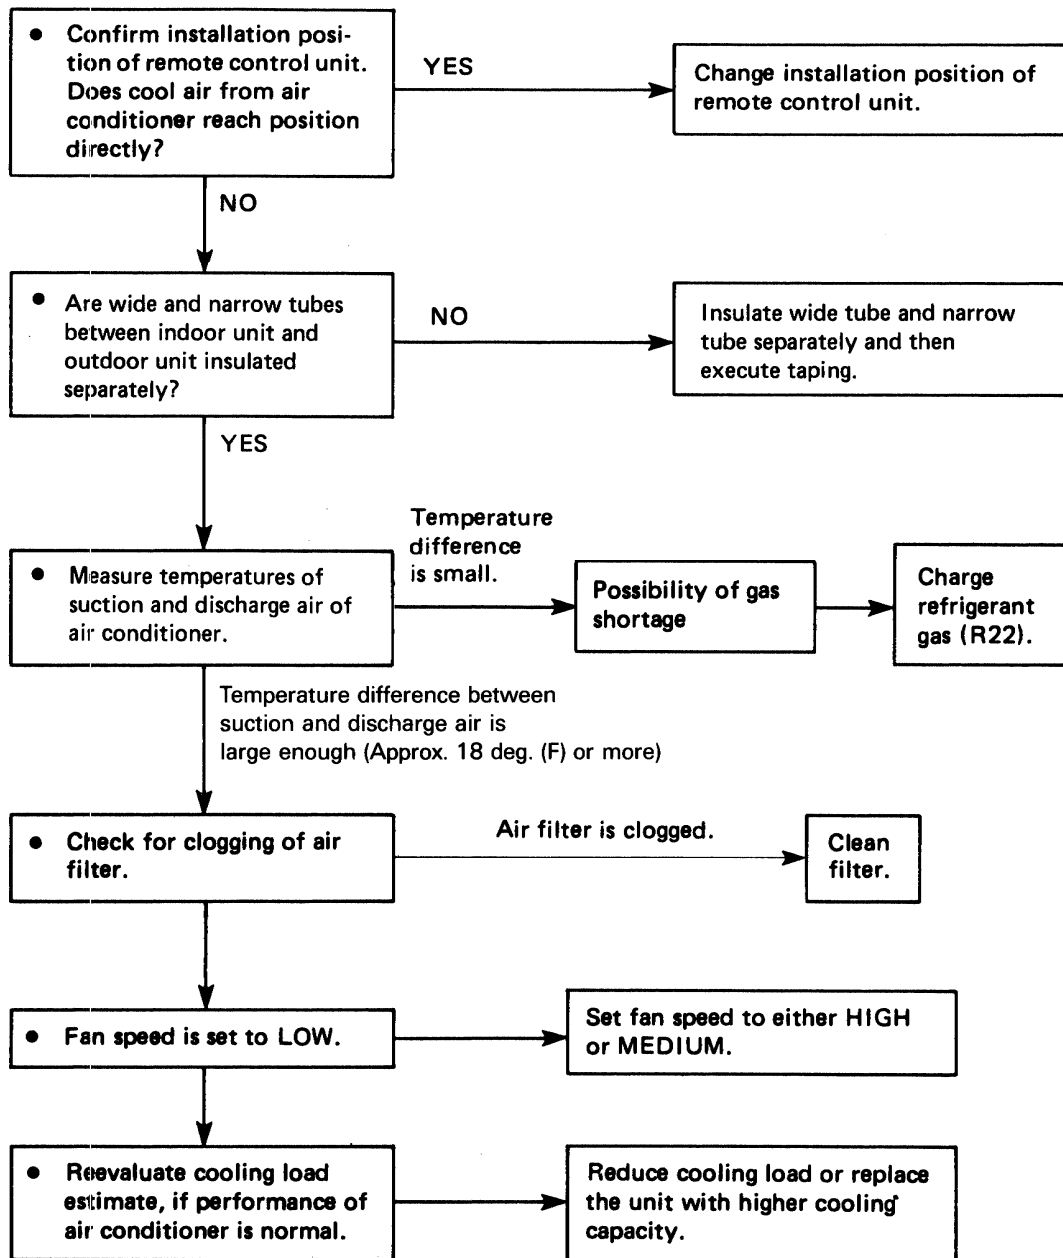 ● Confirm installation posi-
tion of remote control unit.
Does cool air from air
conditioner reach position
directly?
YES
Change installation position of
remote control unit.
NO
● Are wide and narrow tubes
between indoor unit and
outdoor unit insulated
separately?
NO
Insulate wide tube and narrow
tube separately and then
execute taping.
YES
● Measure temperatures of
suction and discharge air of
air conditioner.
Temperature
difference
is small.
Possibility of gas
shortage
Charge
refrigerant
gas (R22).
Temperature difference between
suction and discharge air is
large enough (Approx. 18 deg. (F) or more)
● Check for clogging of air
filter.
Air filter is clogged.
Clean
filter.
● Fan speed is set to LOW.
Set fan speed to either HIGH
or MEDIUM.
● Reevaluate cooling load
estimate, if performance of
air conditioner is normal.
Reduce cooling load or replace
the unit with higher cooling
capacity.